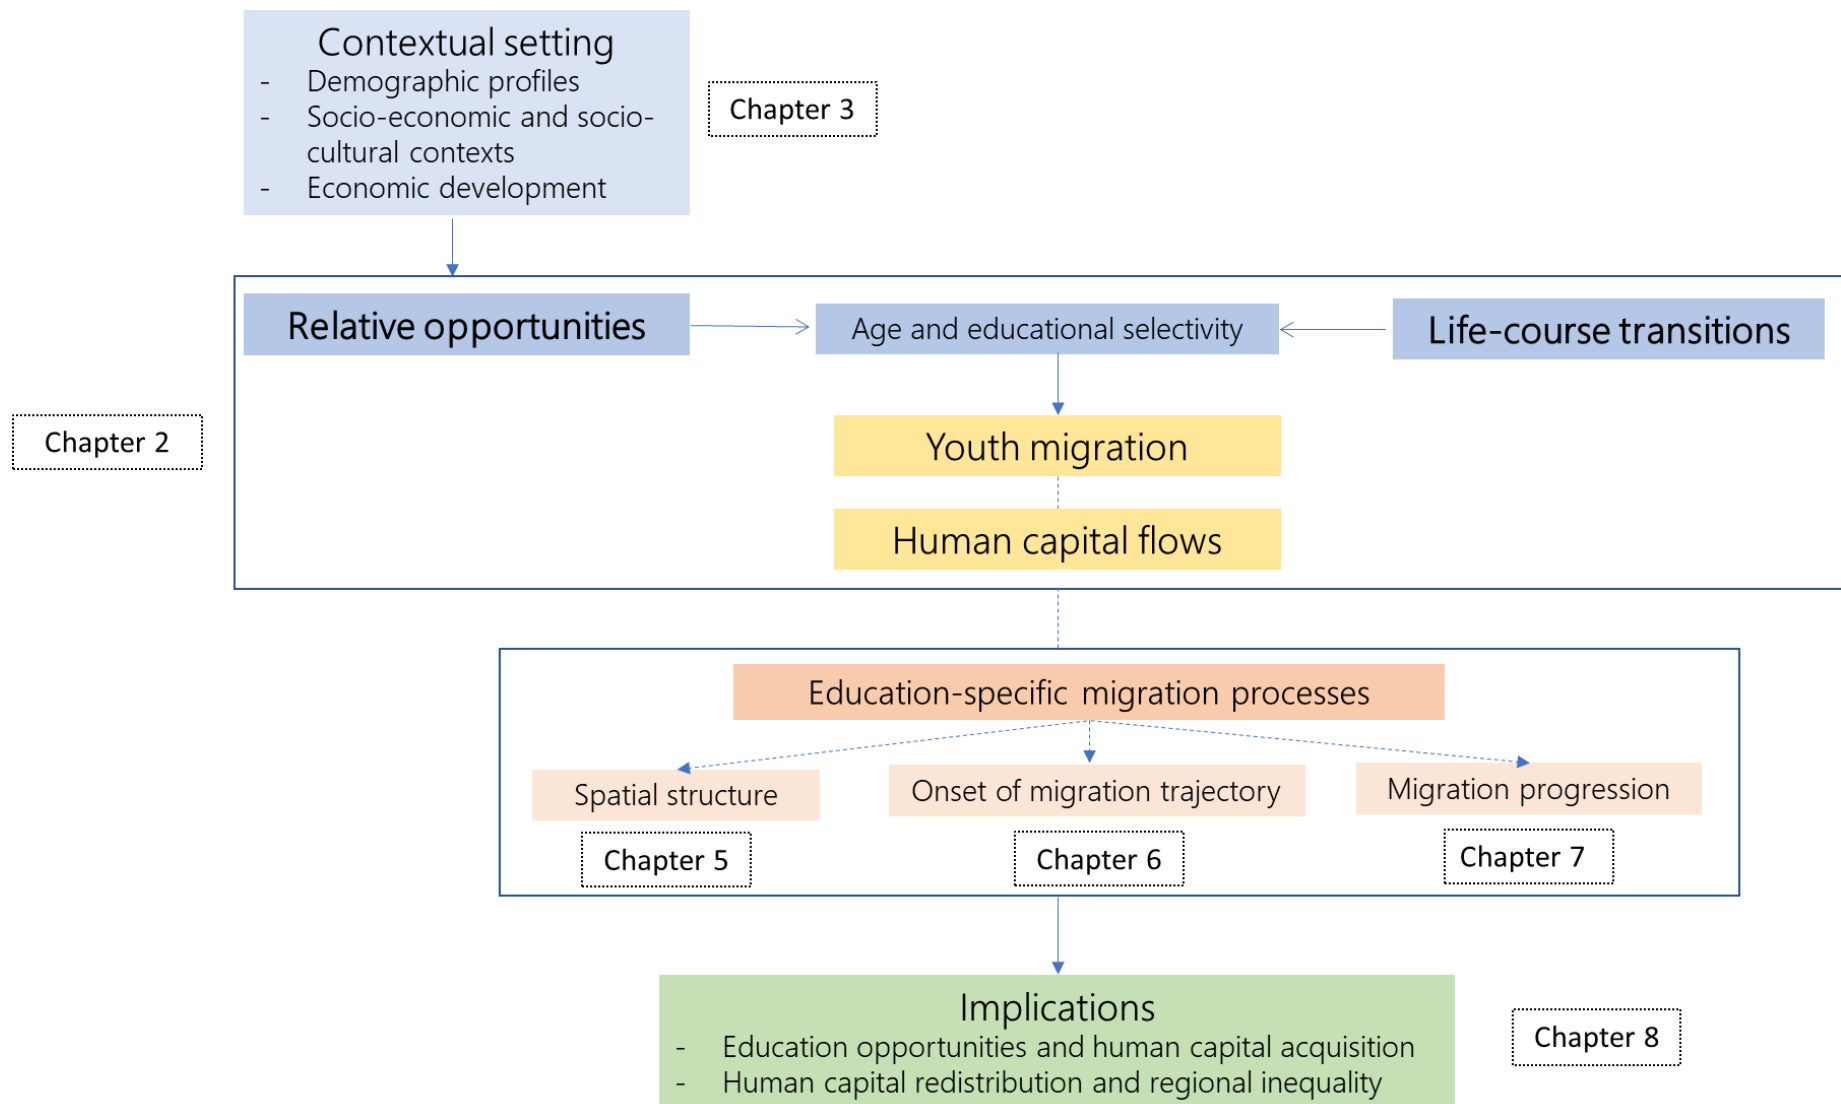 Contextual setting
- Demographic profiles
- Socio-economic and socio-
cultural contexts
- Economic development
Chapter 3
Relative opportunities
Age and educational selectivity
Life-course transitions
Chapter 2
Youth migration
Human capital flows
Education-specific migration processes
Spatial structure
Onset of migration trajectory
Migration progression
Chapter 5
Chapter 6
Chapter 7
Implications
- Education opportunities and human capital acquisition
- Human capital redistribution and regional inequality
Chapter 8